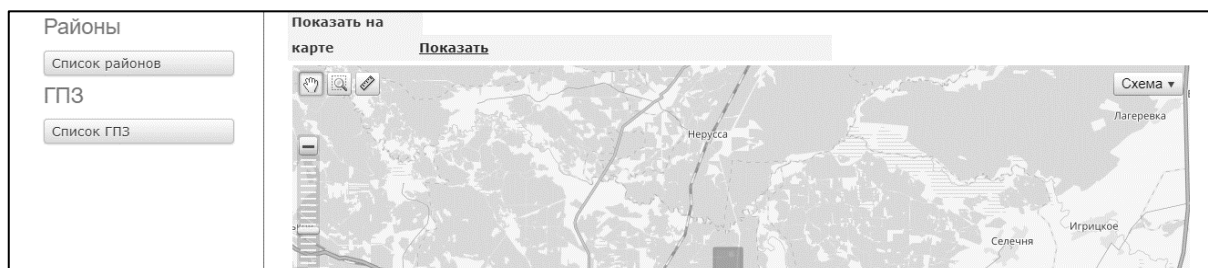 Районы
Список районов
ГПЗ
Список ГПЗ
Показать на
карте Показать
Схема ▾
Лагеревка
Нерусса
Игрицкое
Селечня